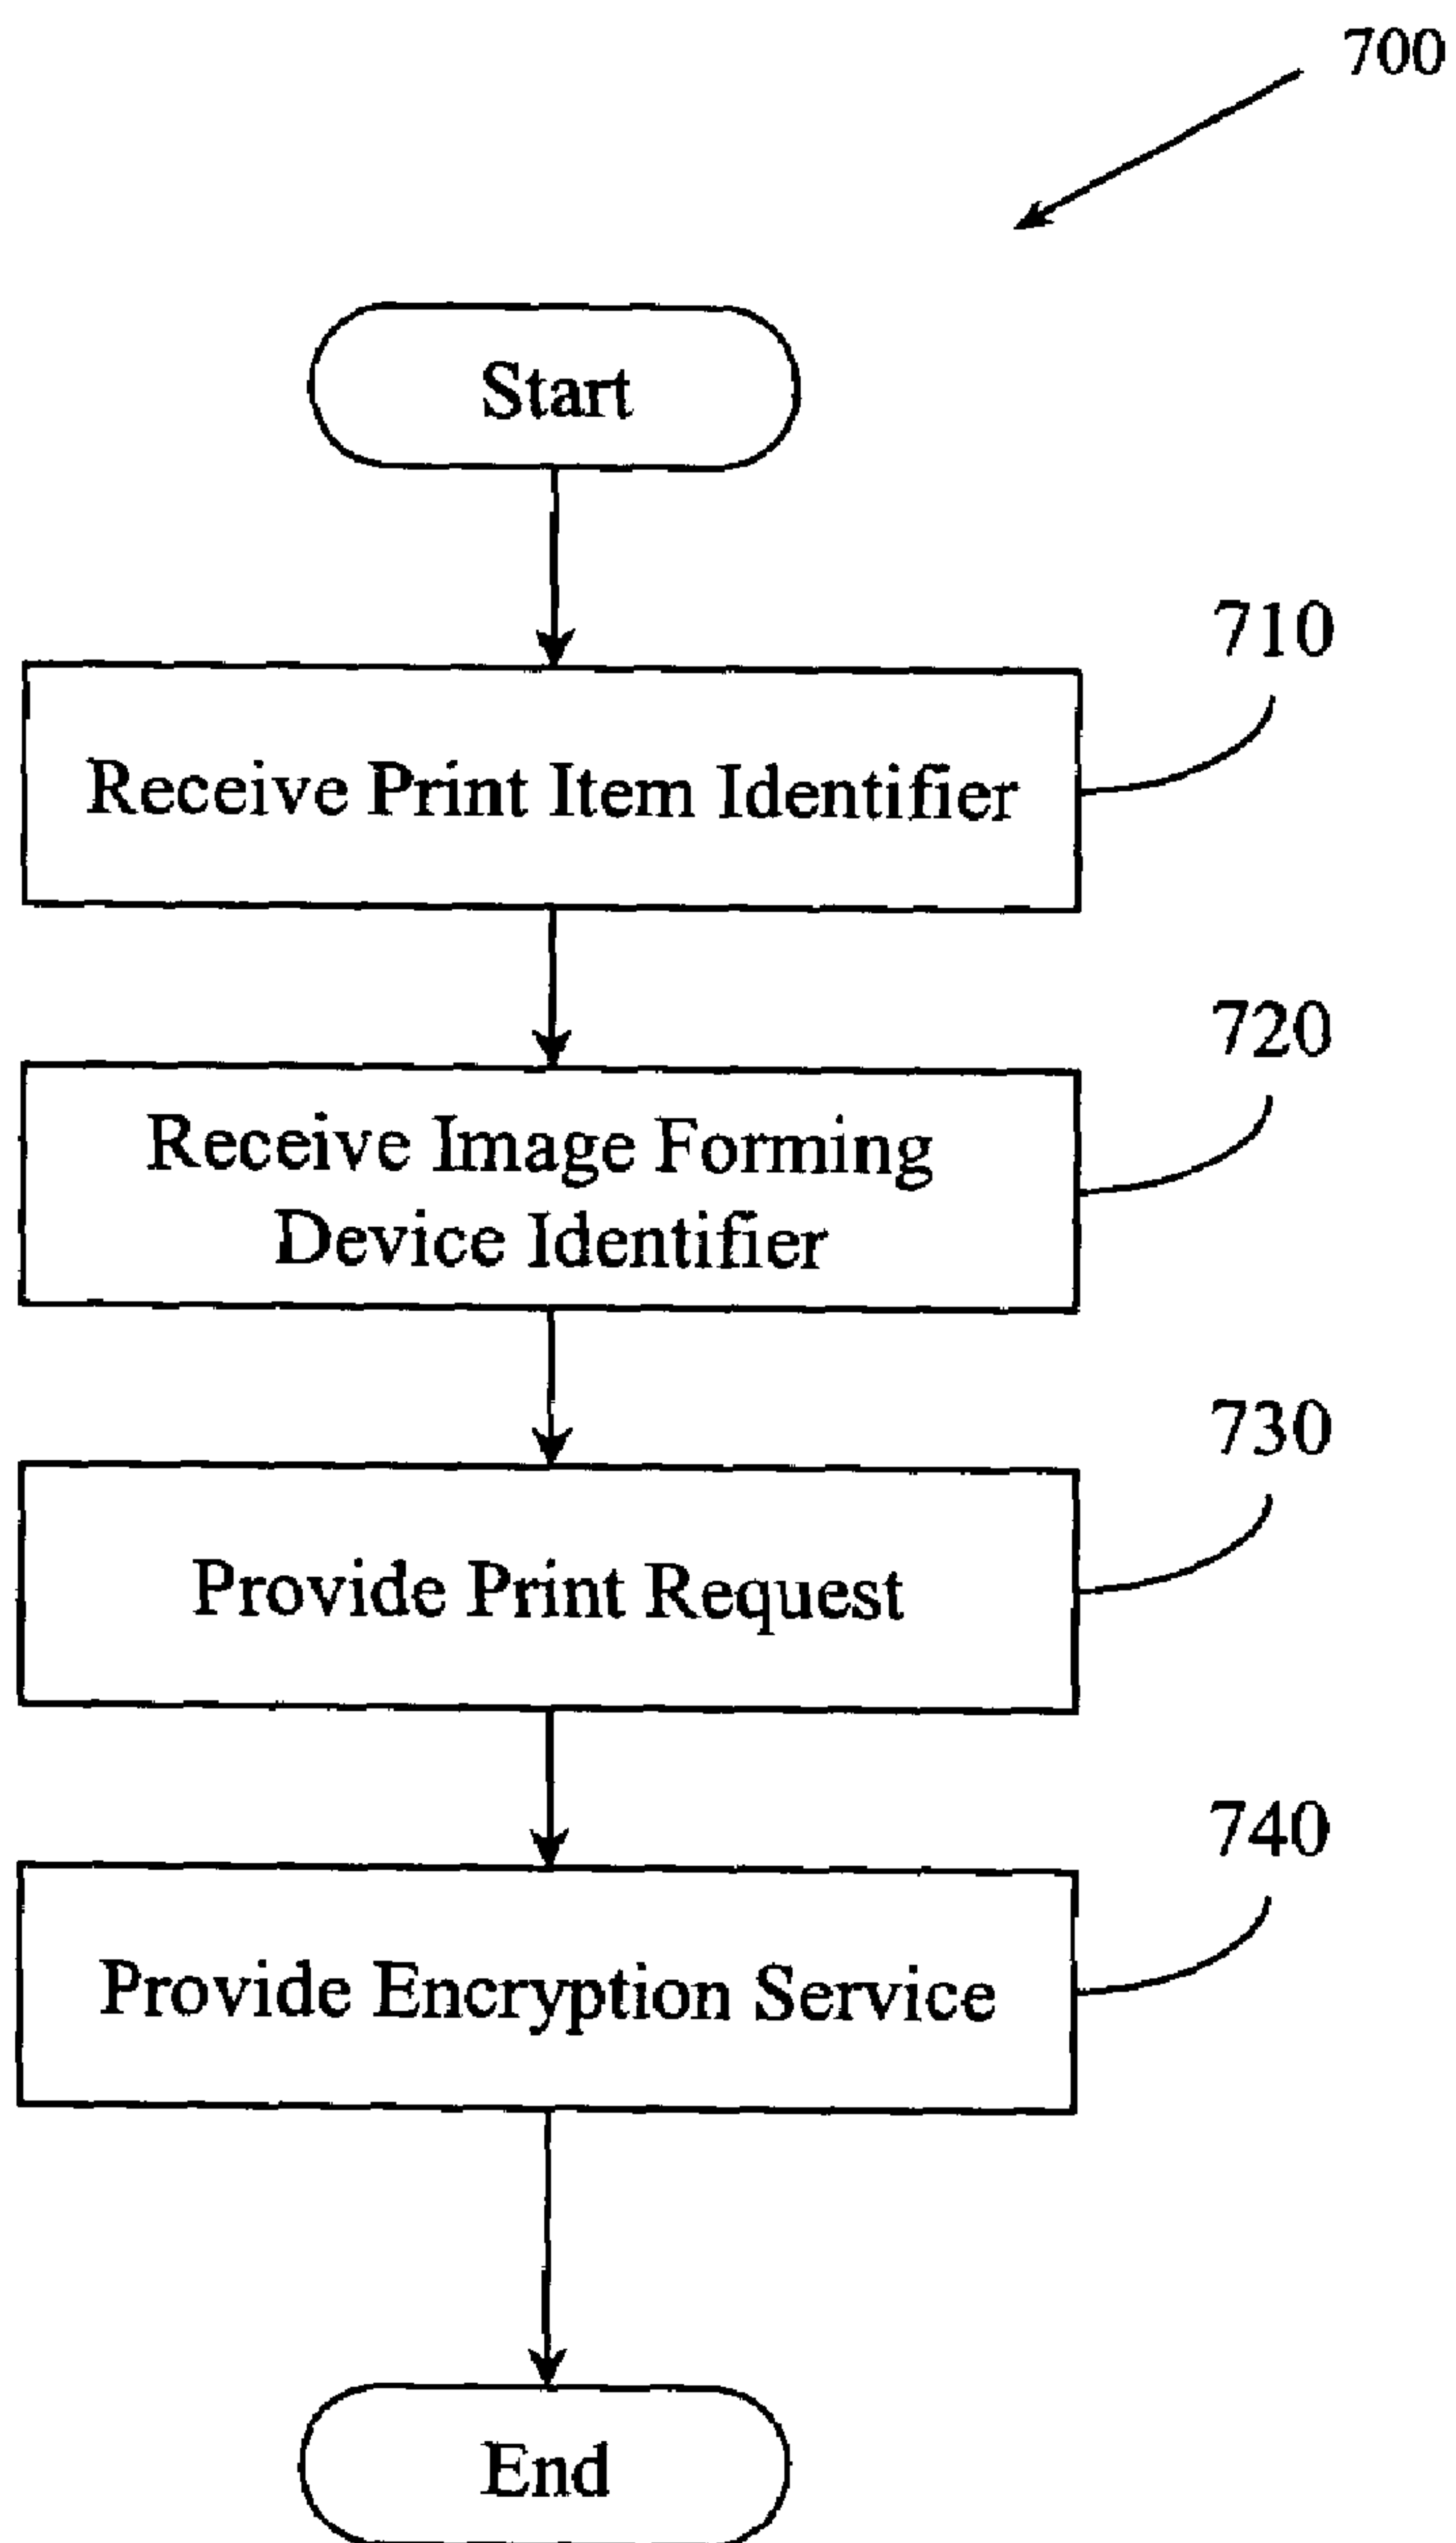 700
Start
710
Receive Print Item Identifier
720
Receive Image Forming
Device Identifier
730
Provide Print Request
740
Provide Encryption Service
End